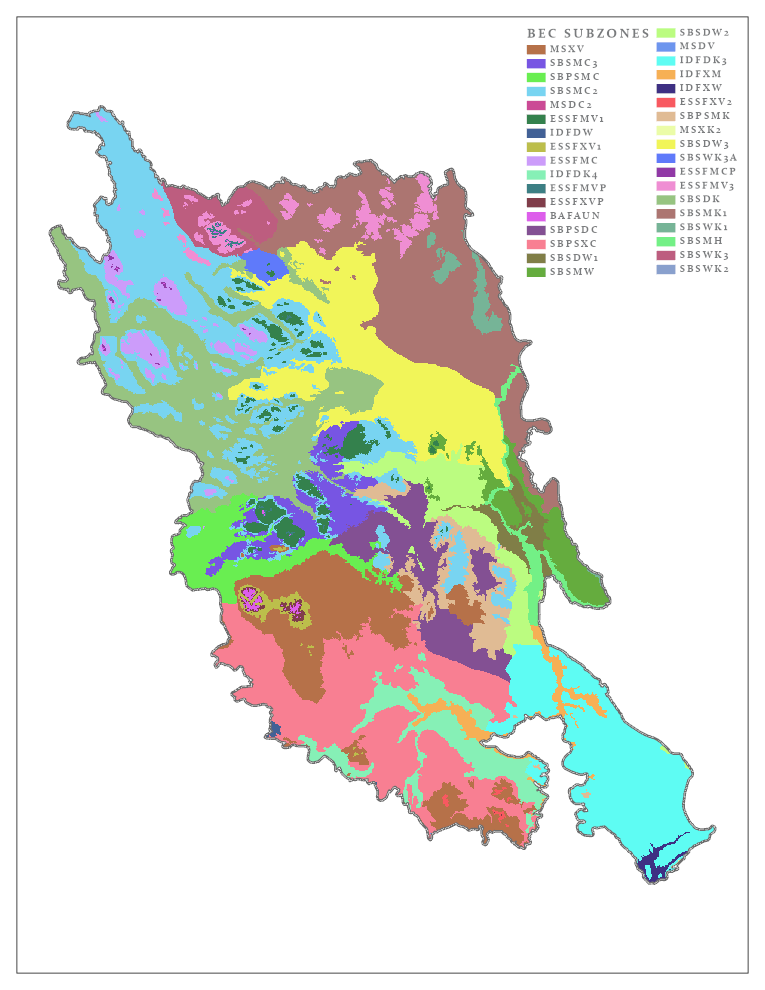 BEC SUBZONES
MSXV
SBSMC3
SBPSMC
SBSMC2
MSDC2
ESSFMV1
IDFDW
ESSFXV1
ESSFMC
IDFDK4
ESSFMVP
ESSFXVP
BAFAUN
SBPSDC
SBPSXC
SBSDW1
SBSMW
SBSDW2
MSDV
IDFDK3
IDFXM
IDFXW
ESSFXV2
SBPSMK
MSXK2
SBSDW3
SBSWK3A
ESSFMCP
ESSFMV3
SBSDK
SBSMK1
SBSWK1
SBSMH
SBSWK3
SBSWK2